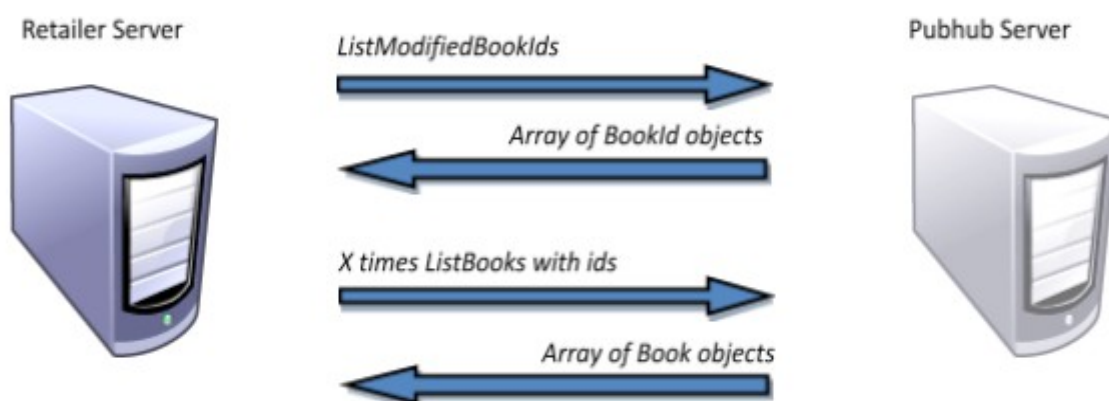 Retailer Server
Pubhub Server
ListModifiedBookIds
Array of BookId objects
X times ListBooks with ids
Array of Book objects